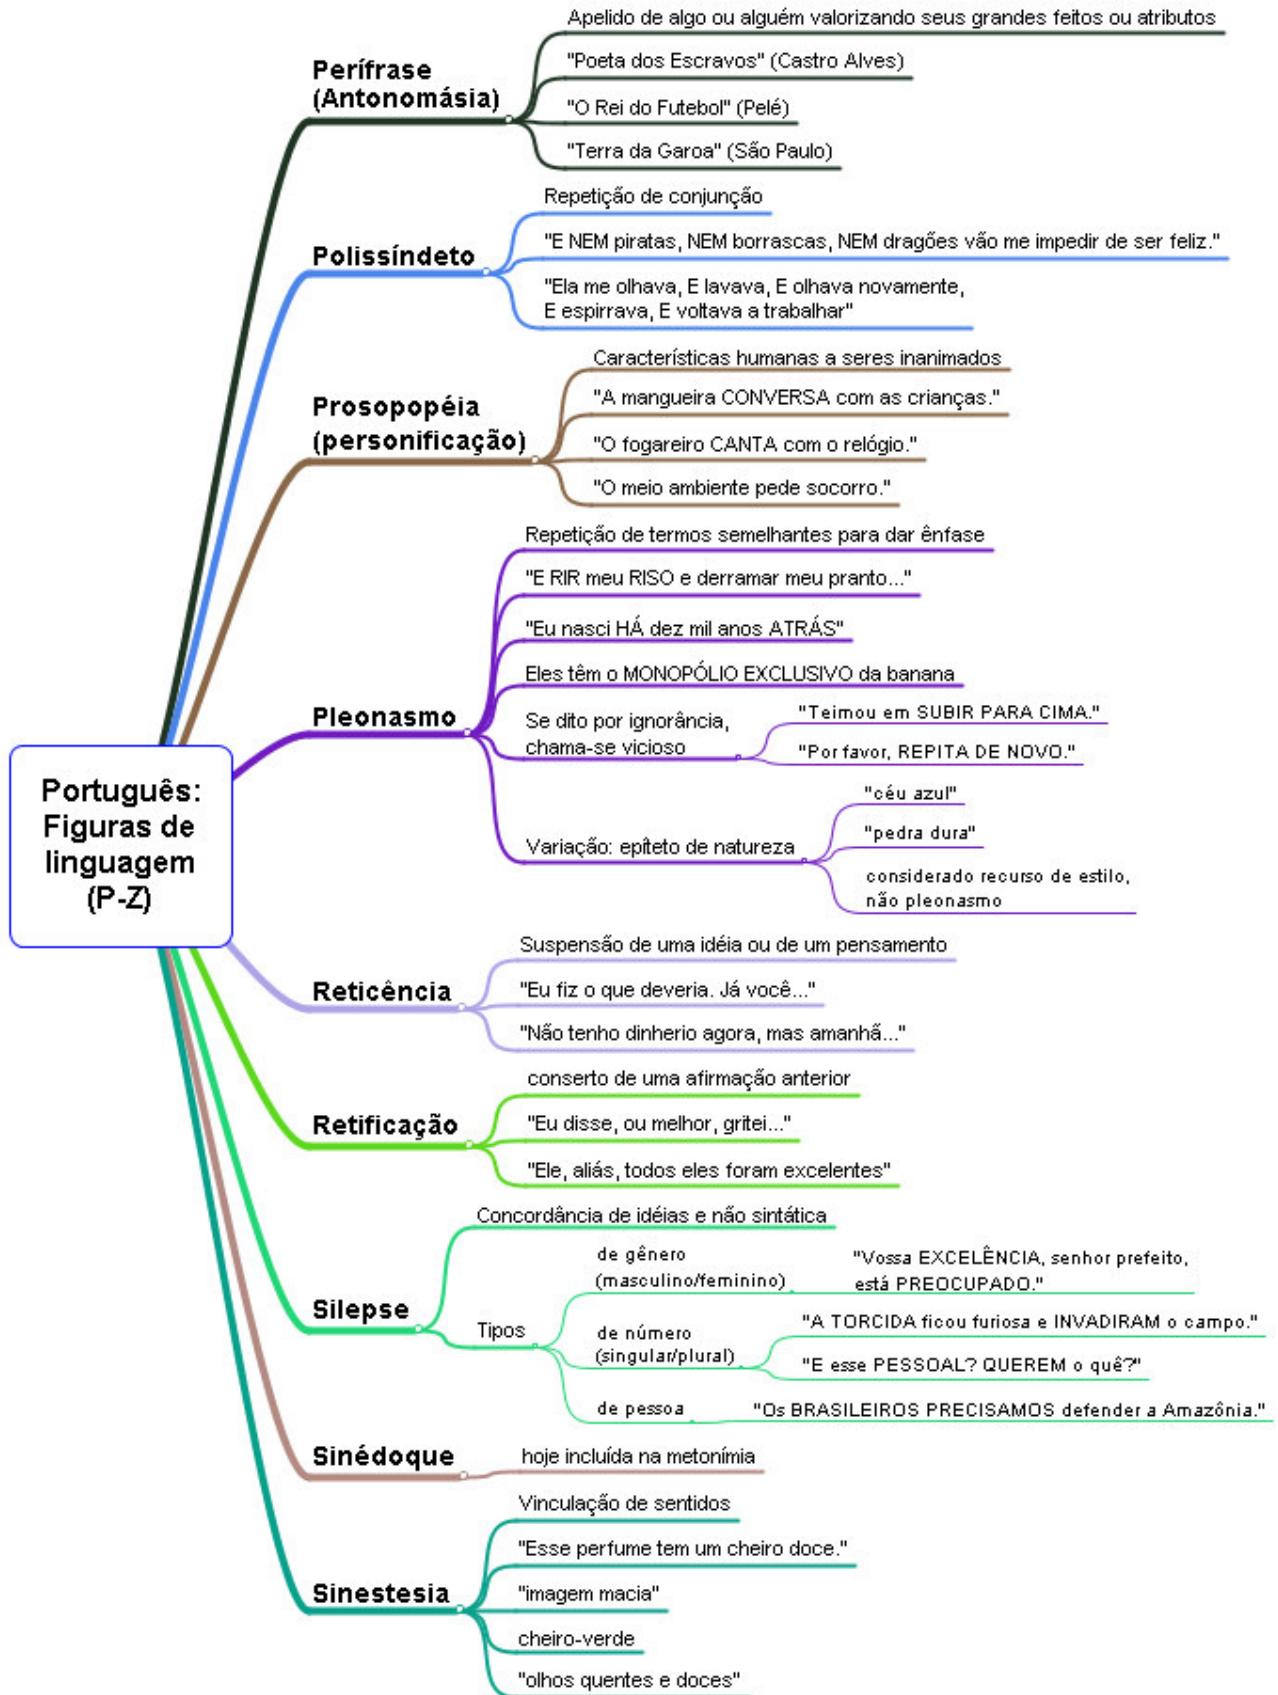 Português:
Figuras de
linguagem
(P-Z)
Perífrase
(Antonomásia)
Apelido de algo ou alguém valorizando seus grandes feitos ou atributos
"Poeta dos Escravos" (Castro Alves)
"O Rei do Futebol" (Pelé)
"Terra da Garoa" (São Paulo)
Polissíndeto
Repetição de conjunção
"E NEM piratas, NEM borrascas, NEM dragões vão me impedir de ser feliz."
"Ela me olhava, E lavava, E olhava novamente,
E espirrava, E voltava a trabalhar"
Prosopopéia
(personificação)
Características humanas a seres inanimados
"A mangueira CONVERSA com as crianças."
"O fogareiro CANTA com o relógio."
"O meio ambiente pede socorro."
Pleonasmo
Repetição de termos semelhantes para dar ênfase
"E RIR meu RISO e derramar meu pranto..."
"Eu nasci HÁ dez mil anos ATRÁS"
Eles têm o MONOPÓLIO EXCLUSIVO da banana
Se dito por ignorância,
chama-se vicioso
"Teimou em SUBIR PARA CIMA."
"Por favor, REPITA DE NOVO."
Variação: epíteto de natureza
"céu azul"
"pedra dura"
considerado recurso de estilo,
não pleonasmo
Reticência
Suspensão de uma idéia ou de um pensamento
"Eu fiz o que deveria. Já você..."
"Não tenho dinherio agora, mas amanhã..."
Retificação
conserto de uma afirmação anterior
"Eu disse, ou melhor, gritei..."
"Ele, aliás, todos eles foram excelentes"
Silepse
Concordância de idéias e não sintática
Tipos
de gênero
(masculino/feminino)
"Vossa EXCELÊNCIA, senhor prefeito,
está PREOCUPADO."
de número
(singular/plural)
"A TORCIDA ficou furiosa e INVADIRAM o campo."
"E esse PESSOAL? QUEREM o quê?"
de pessoa
"Os BRASILEIROS PRECISAMOS defender a Amazônia."
Sinédoque
hoje incluída na metonímia
Sinestesia
Vinculação de sentidos
"Esse perfume tem um cheiro doce."
"imagem macia"
cheiro-verde
"olhos quentes e doces"